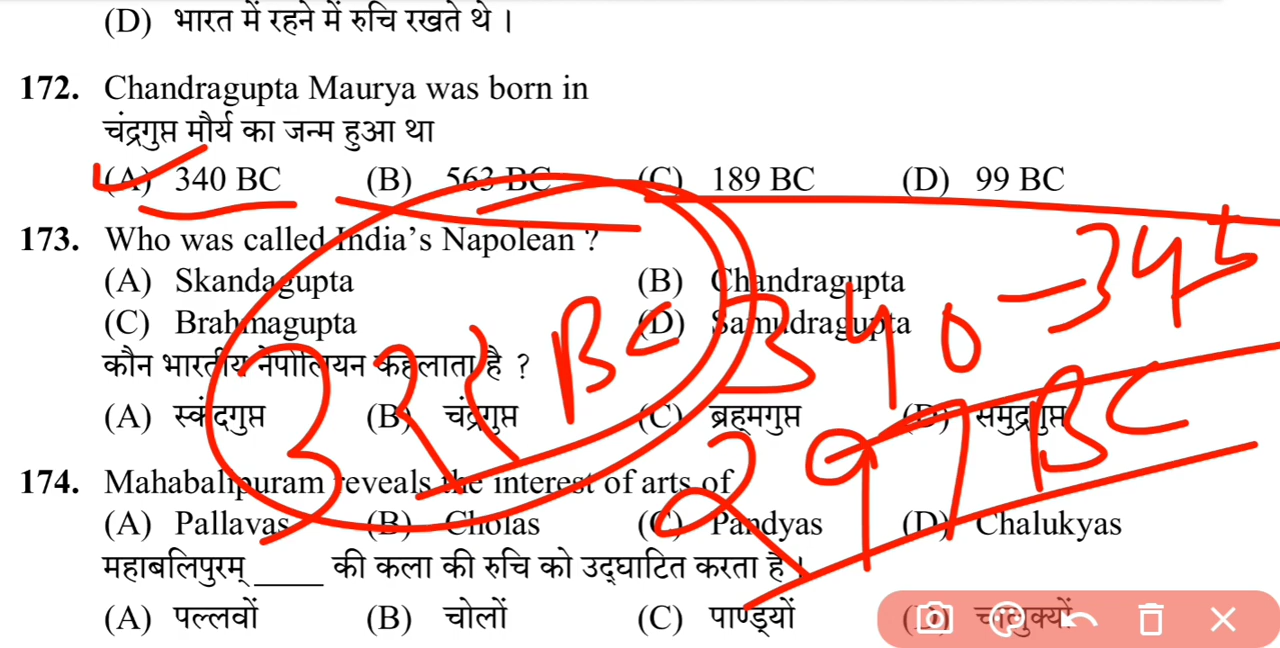 (D) भारत में रहने में रुचि रखते थे ।
172. Chandragupta Maurya was born in
चंद्रगुप्त मौर्य का जन्म हुआ था
(A) 340 BC (B) 563 BC (C) 189 BC (D) 99 BC
173. Who was called India's Napolean ?
(A) Skandagupta (B) Chandragupta
(C) Brahmagupta (D) Samudragupta
340 – 345
कौन भारतीय नेपोलियन कहलाता है ?
322 BC
(A) स्कंदगुप्त (B) चंद्रगुप्त (C) ब्रह्मगुप्त (D) समुद्रगुप्त
297 BC
174. Mahabalipuram reveals the interest of arts of
(A) Pallavas (B) Cholas (C) Pandyas (D) Chalukyas
महाबलिपुरम् ____ की कला की रुचि को उद्घाटित करता है ।
(A) पल्लवों (B) चोलों (C) पाण्ड्यों (D) चालुक्यों